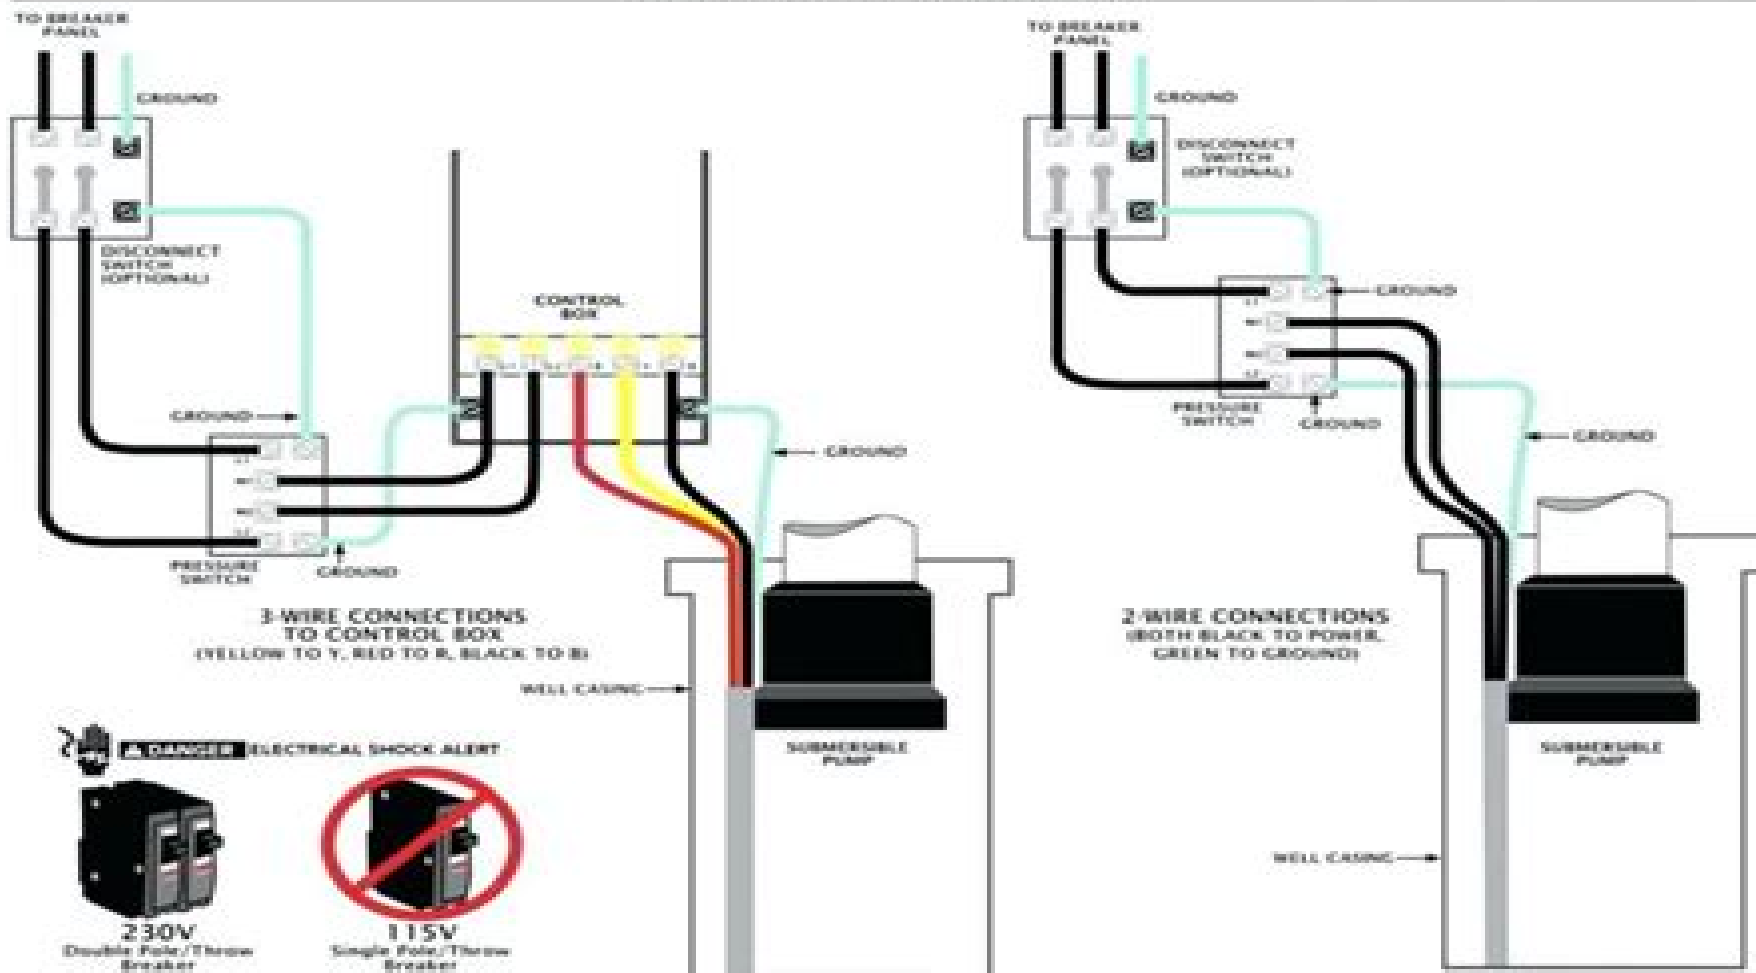 TO BREAKER
PANEL
GROUND
DISCONNECT
SWITCH
(OPTIONAL)
CONTROL
BOX
GROUND
GROUND
PRESSURE
SWITCH
GROUND
3-WIRE CONNECTIONS
TO CONTROL BOX
(YELLOW TO Y, RED TO R, BLACK TO B)
WELL CASING
SUBMERSIBLE
PUMP
DANGER ELECTRICAL SHOCK ALERT
230V
Double Pole/Throw
Breaker
115V
Single Pole/Throw
Breaker
TO BREAKER
PANEL
GROUND
DISCONNECT
SWITCH
(OPTIONAL)
GROUND
PRESSURE
SWITCH
GROUND
GROUND
2-WIRE CONNECTIONS
(BOTH BLACK TO POWER,
GREEN TO GROUND)
SUBMERSIBLE
PUMP
WELL CASING